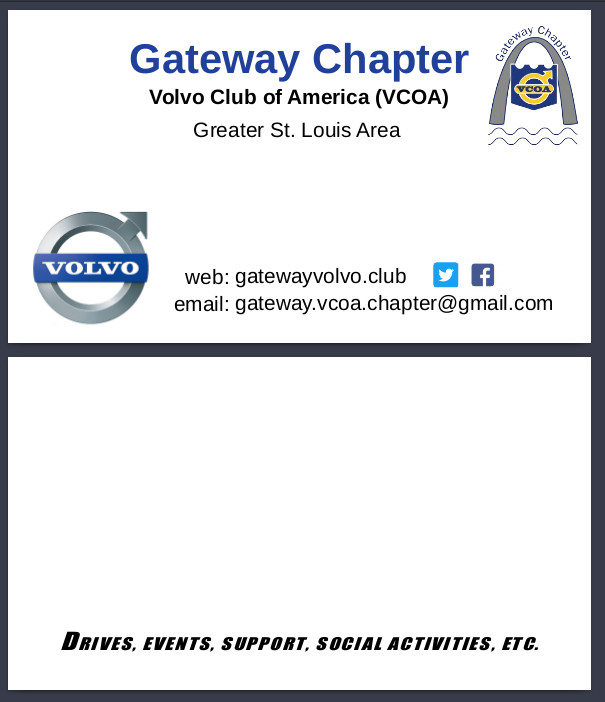 Gateway Chapter
Volvo Club of America (VCOA)
Greater St. Louis Area
Gateway Chapter
VCOA
VOLVO
web: gatewayvolvo.club
email: gateway.vcoa.chapter@gmail.com
DRIVES, EVENTS, SUPPORT, SOCIAL ACTIVITIES, ETC.